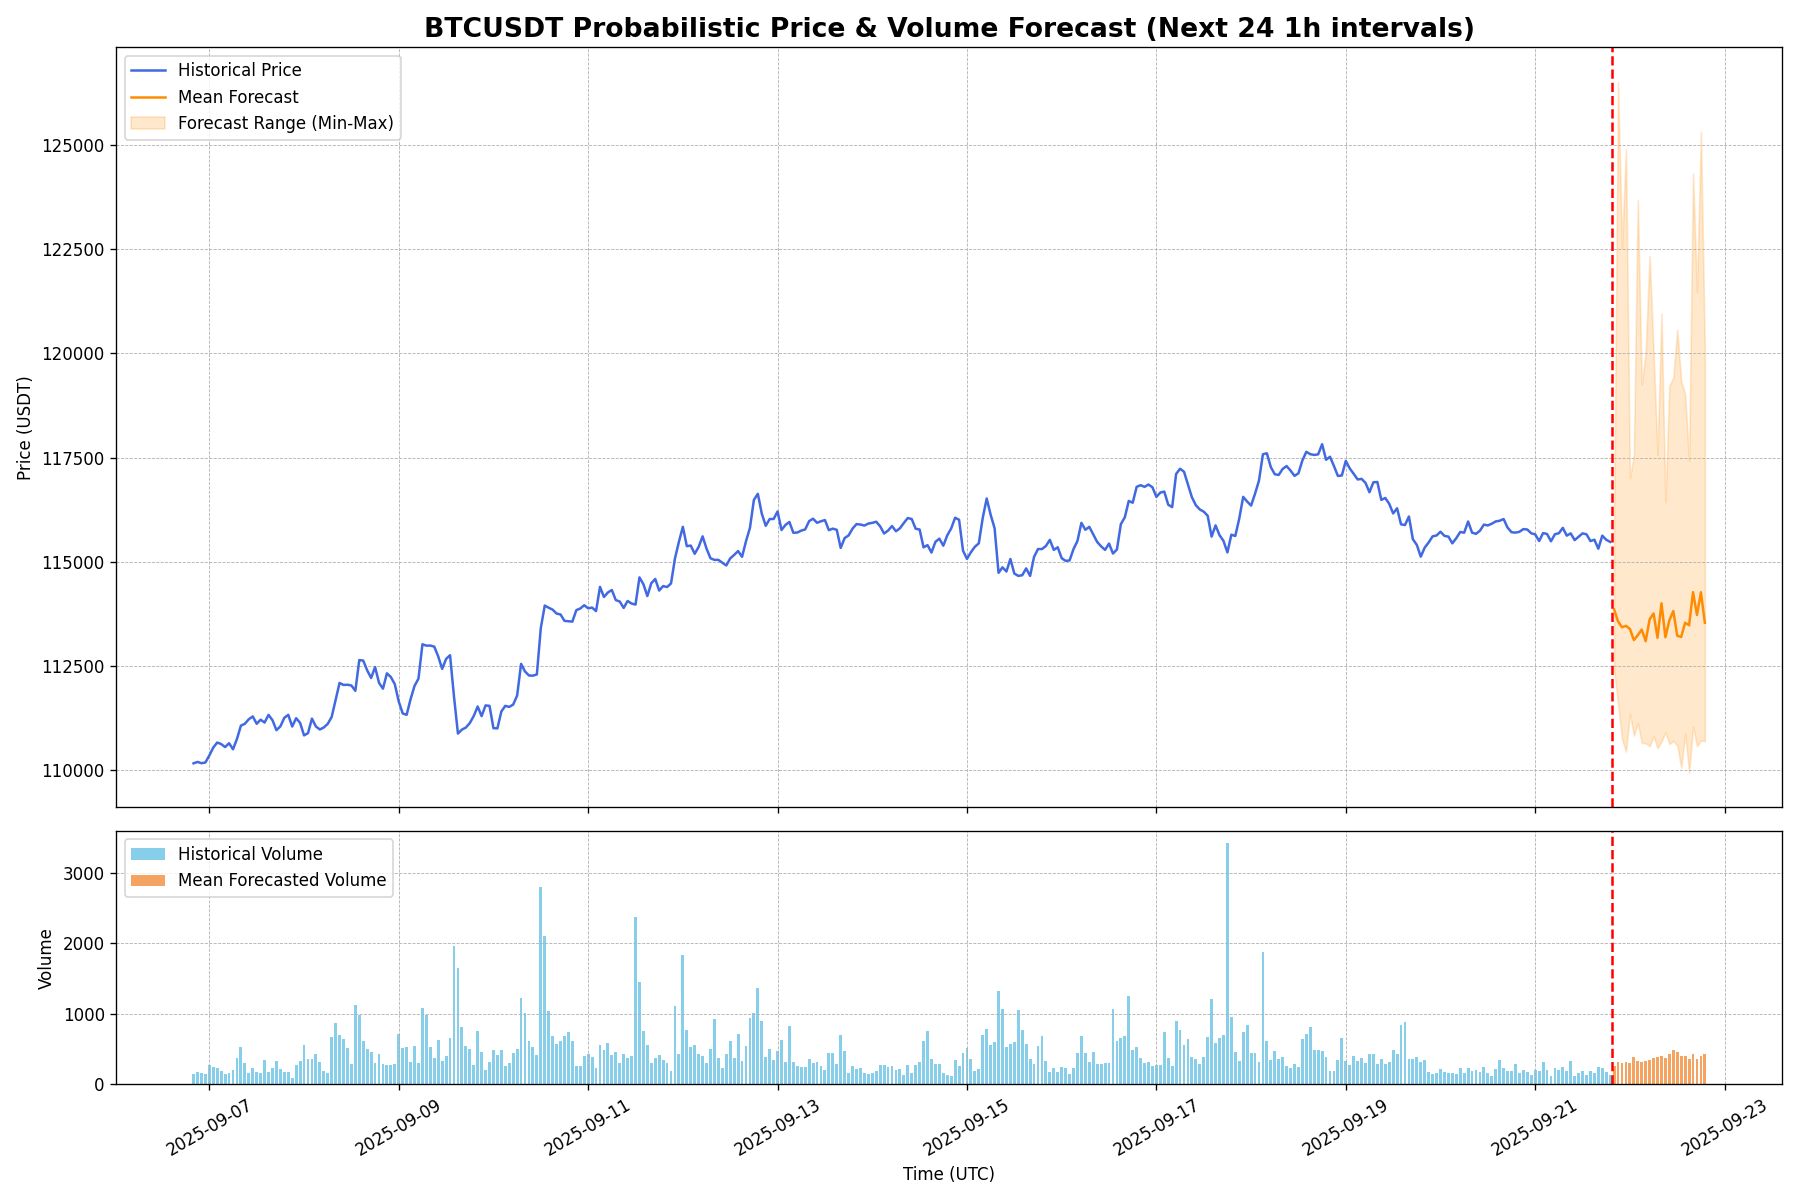 BTCUSDT Probabilistic Price & Volume Forecast (Next 24 1h intervals)
Historical Price
Mean Forecast
Forecast Range (Min-Max)
125000
122500
120000
117500
115000
112500
110000
Price (USDT)
Historical Volume
Mean Forecasted Volume
3000
2000
1000
0
Volume
2025-09-07
2025-09-09
2025-09-11
2025-09-13
2025-09-15
2025-09-17
2025-09-19
2025-09-21
2025-09-23
Time (UTC)